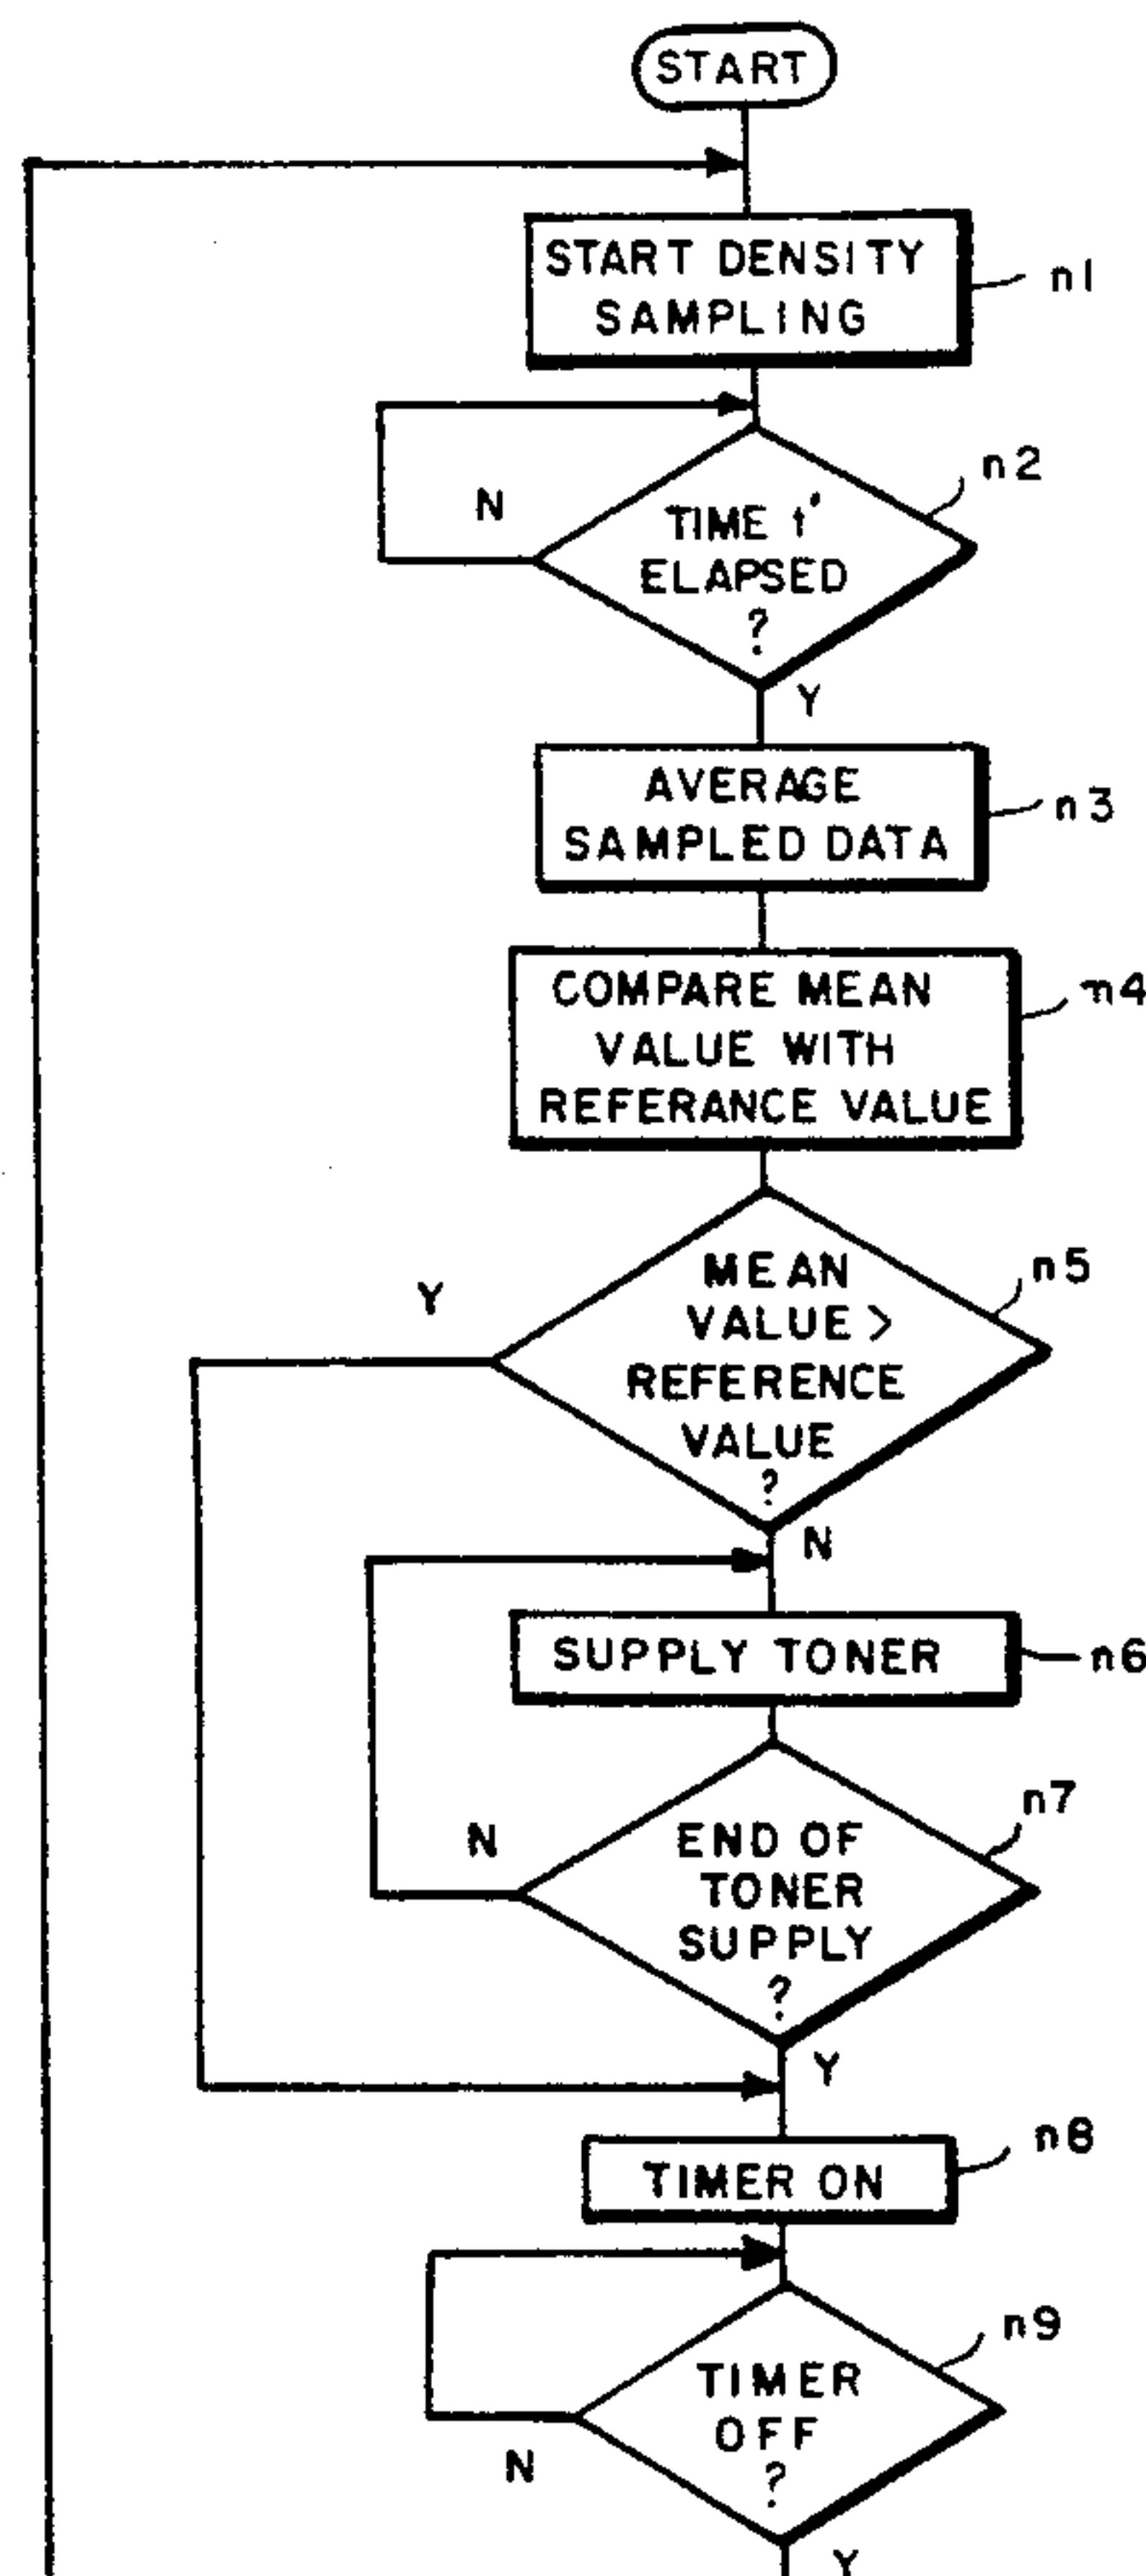 START
START DENSITY
SAMPLING
n1
N
TIME t'
ELAPSED
?
n2
Y
AVERAGE
SAMPLED DATA
n3
COMPARE MEAN
VALUE WITH
REFERANCE VALUE
n4
Y
MEAN
VALUE >
REFERENCE
VALUE
?
n5
N
SUPPLY TONER
n6
N
END OF
TONER
SUPPLY
?
n7
Y
TIMER ON
n8
TIMER
OFF
?
n9
N
Y